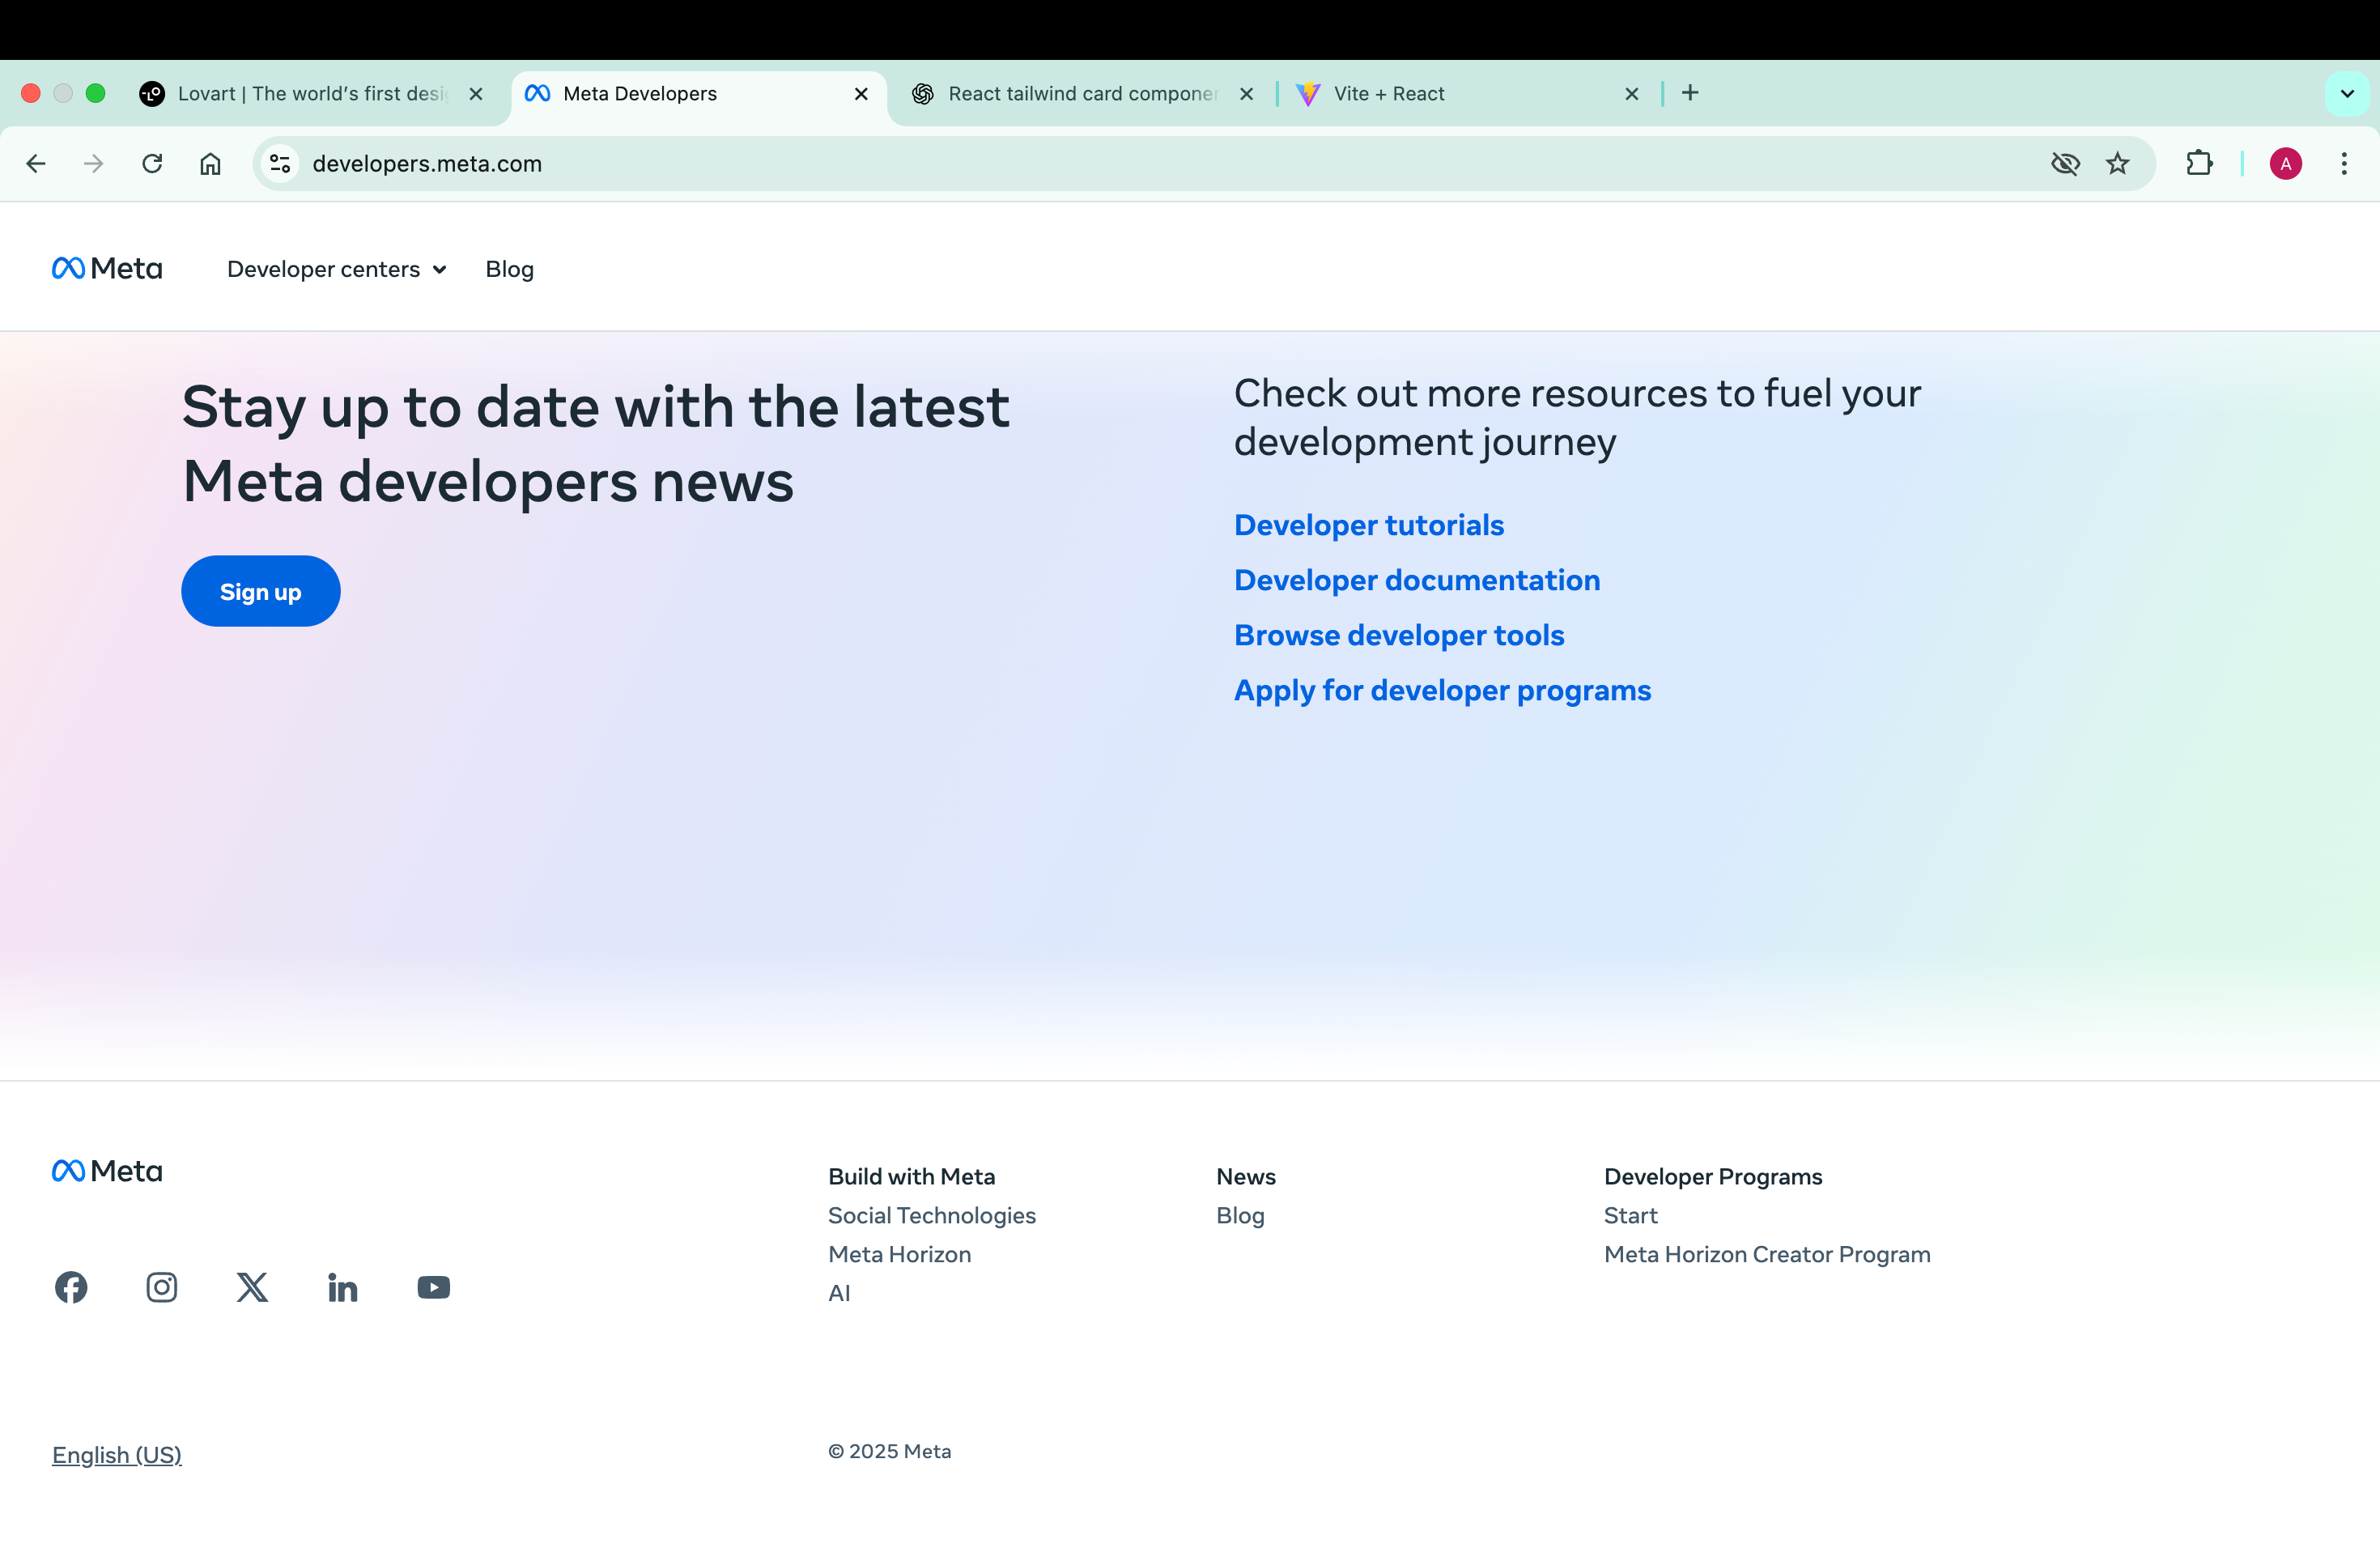 Lovart | The world's first desi
Meta Developers
React tailwind card componen
Vite + React
developers.meta.com
A
Meta
Developer centers
Blog
Stay up to date with the latest
Meta developers news
Sign up
Check out more resources to fuel your
development journey
Developer tutorials
Developer documentation
Browse developer tools
Apply for developer programs
Meta
Build with Meta
Social Technologies
Meta Horizon
AI
News
Blog
Developer Programs
Start
Meta Horizon Creator Program
English (US)
© 2025 Meta